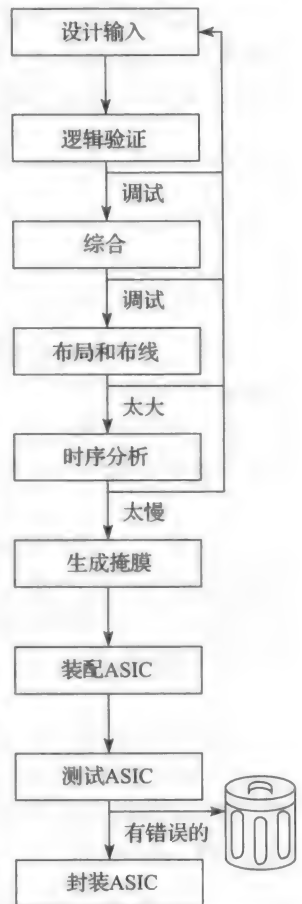 设计输入
逻辑验证
调试
综合
调试
布局和布线
太大
时序分析
太慢
生成掩膜
装配ASIC
测试ASIC
有错误的
封装ASIC